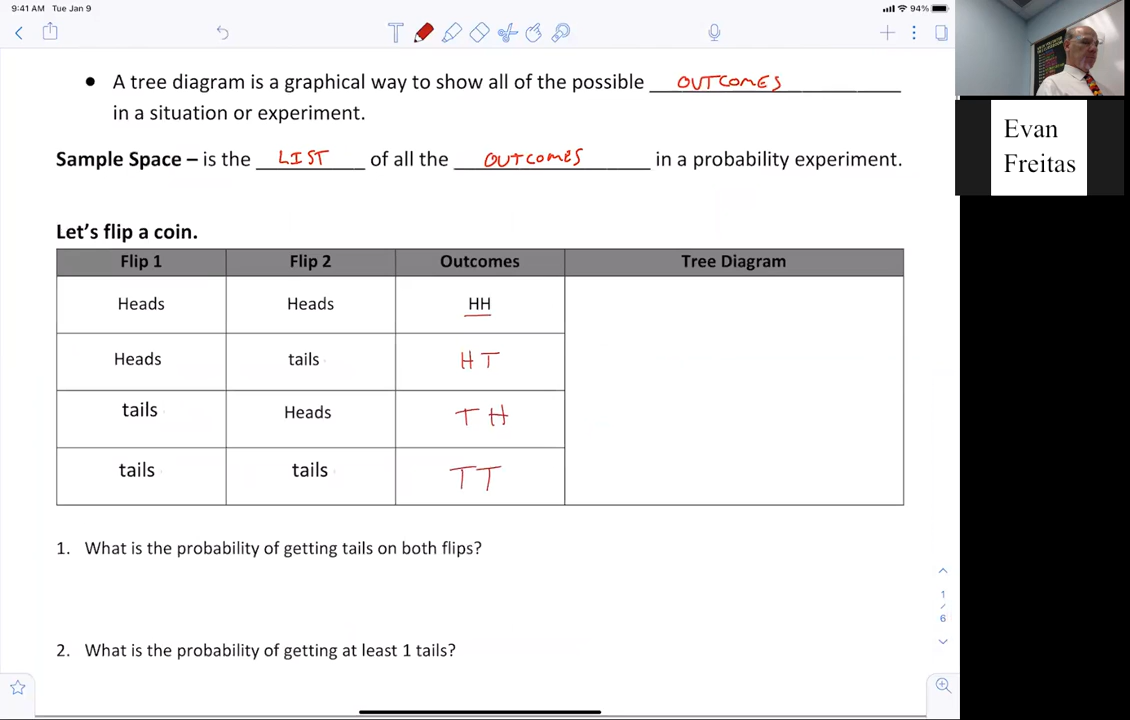 9:41 AM Tue Jan 9
94%
T
• A tree diagram is a graphical way to show all of the possible OUTCOMES
in a situation or experiment.
Sample Space – is the LIST of all the OUTCOMES in a probability experiment.
Let's flip a coin.
Flip 1 Flip 2 Outcomes Tree Diagram
Heads Heads HH
Heads tails HT
tails Heads TH
tails tails TT
1. What is the probability of getting tails on both flips?
2. What is the probability of getting at least 1 tails?
1
/
6
Evan
Freitas